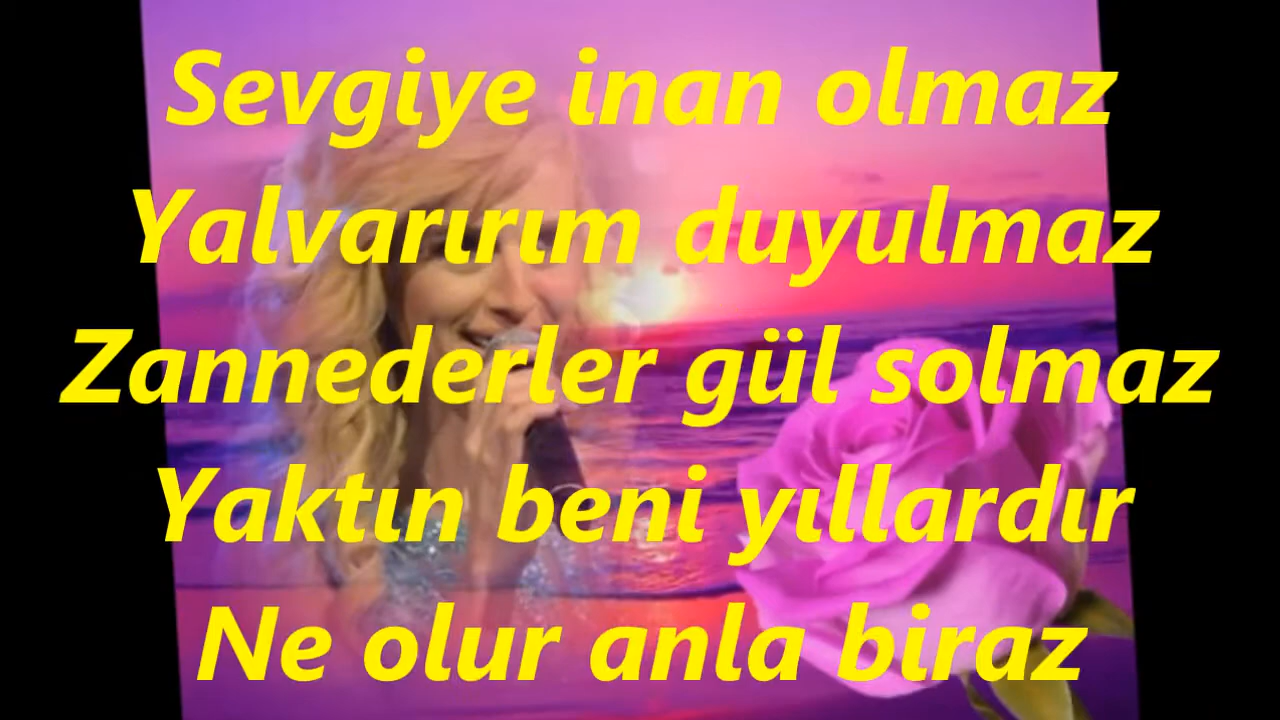 Sevgiye inan olmaz
Yalvarırım duyulmaz
Zannederler gül solmaz
Yaktın beni yıllardır
Ne olur anla biraz